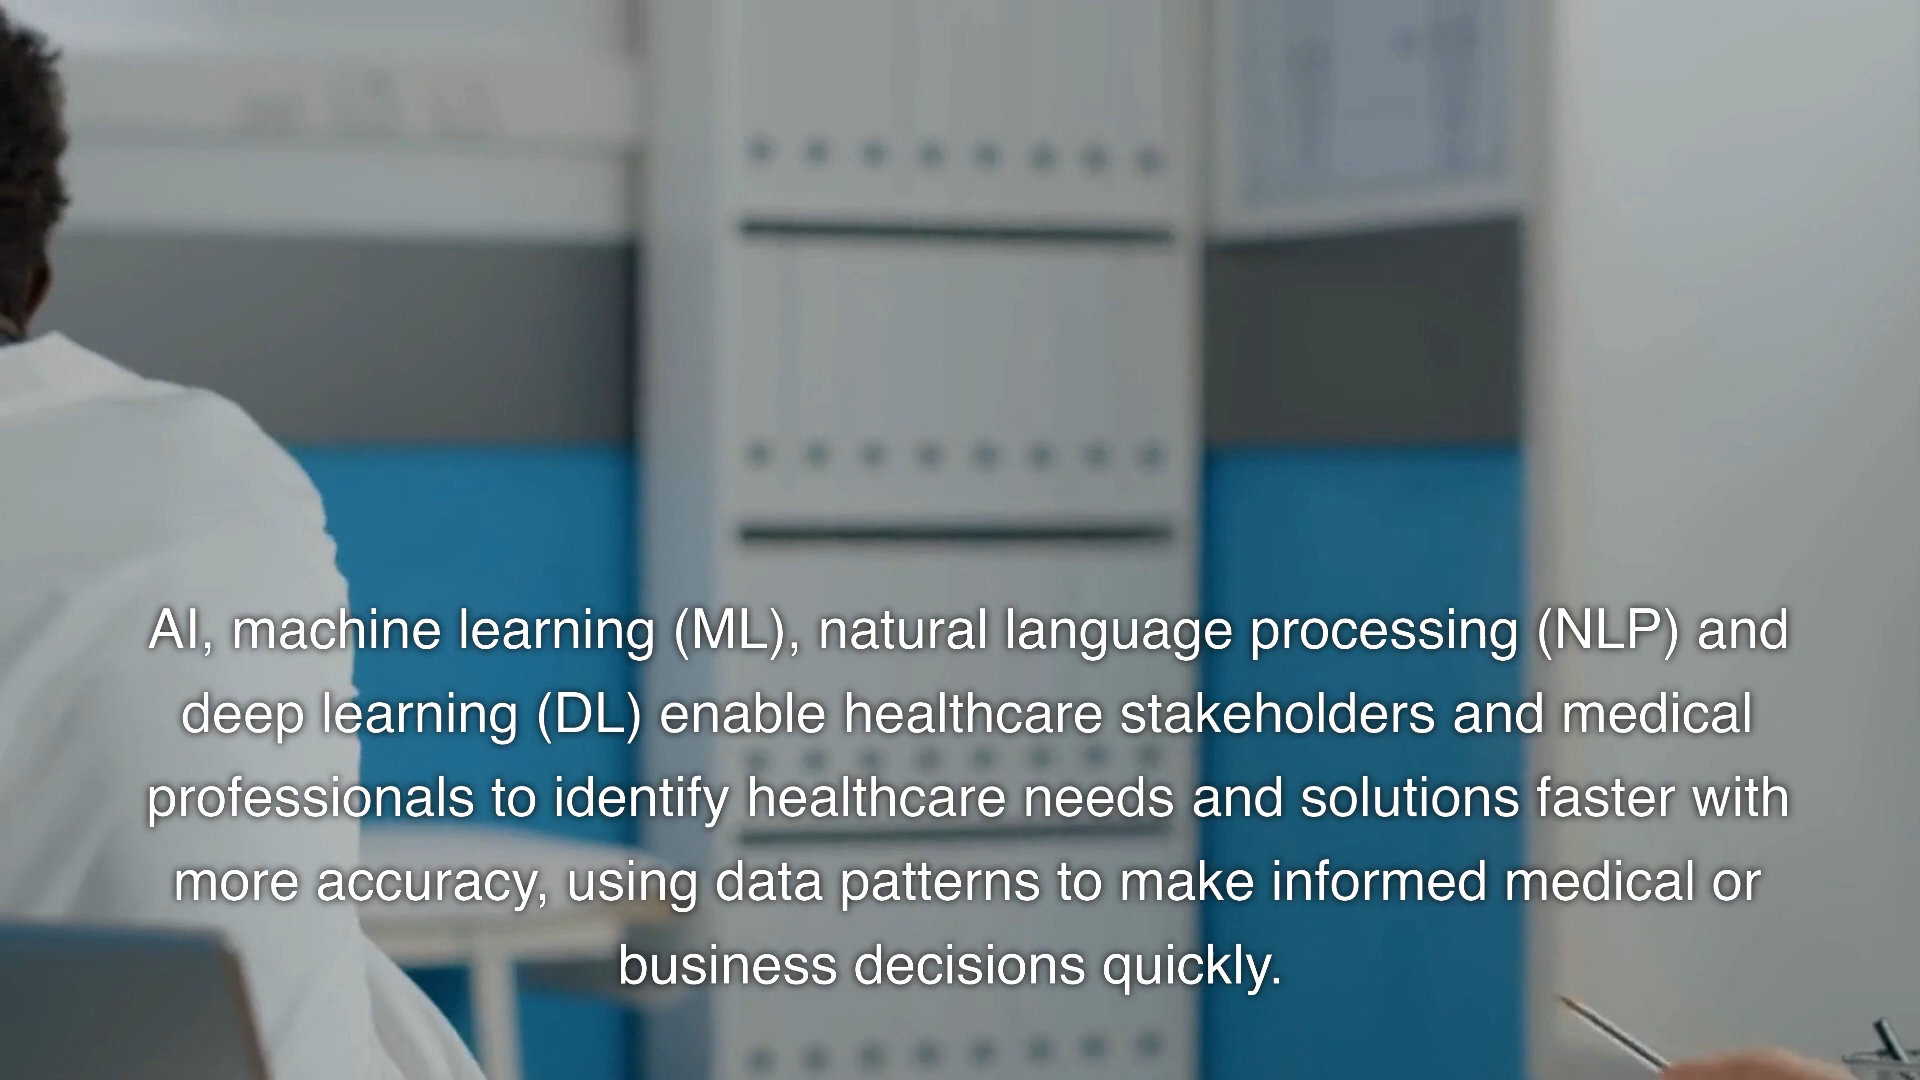 AI, machine learning (ML), natural language processing (NLP) and
deep learning (DL) enable healthcare stakeholders and medical
professionals to identify healthcare needs and solutions faster with
more accuracy, using data patterns to make informed medical or
business decisions quickly.